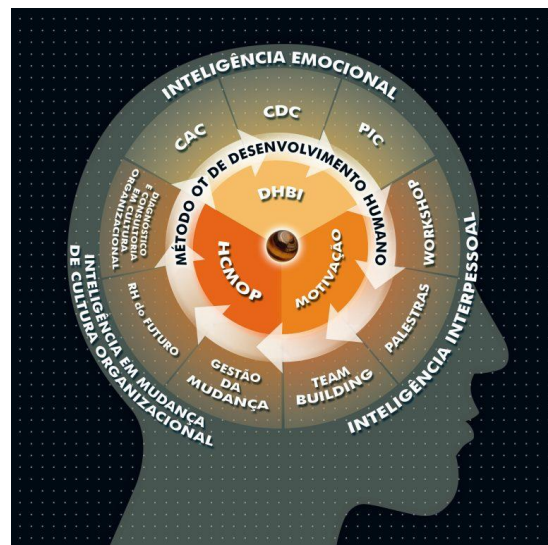 INTELIGÊNCIA EMOCIONAL
CAC
CDC
PIC
MÉTODO OT DE DESENVOLVIMENTO HUMANO
DHBI
HCMOP
MOTIVAÇÃO
WORKSHOP
PALESTRAS
INTELIGÊNCIA INTERPESSOAL
TEAM
BUILDING
GESTÃO
DA
MUDANÇA
RH do FUTURO
DIAGNÓSTICO
E CONSULTORIA
EM CULTURA
ORGANIZACIONAL
INTELIGÊNCIA EM MUDANÇA
DE CULTURA ORGANIZACIONAL